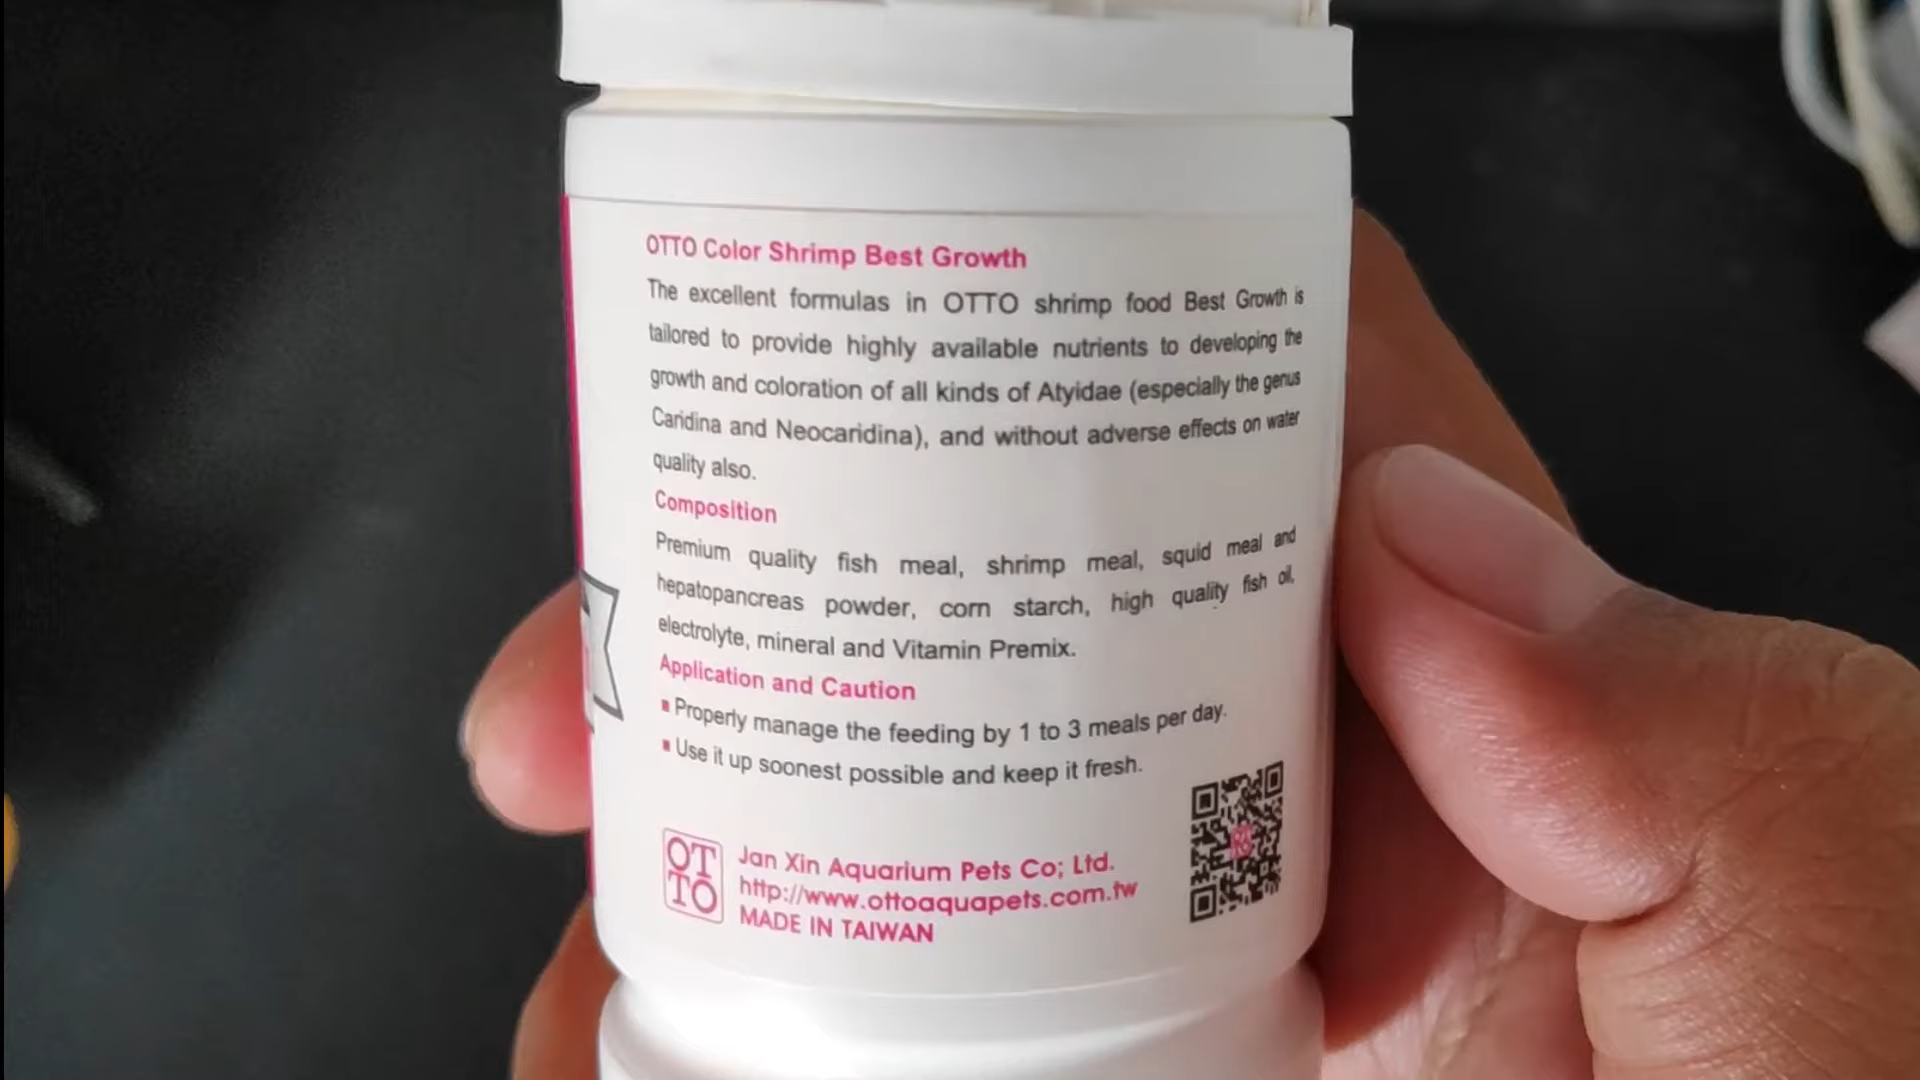 OTTO Color Shrimp Best Growth
The excellent formulas in OTTO shrimp food Best Growth is
tailored to provide highly available nutrients to developing the
growth and coloration of all kinds of Atyidae (especially the genus
Caridina and Neocaridina), and without adverse effects on water
quality also.
Composition
Premium quality fish meal, shrimp meal, squid meal and
hepatopancreas powder, corn starch, high quality fish oil,
electrolyte, mineral and Vitamin Premix.
Application and Caution
▪ Properly manage the feeding by 1 to 3 meals per day.
▪ Use it up soonest possible and keep it fresh.
OT
TO
Jan Xin Aquarium Pets Co; Ltd.
http://www.ottoaquapets.com.tw
MADE IN TAIWAN